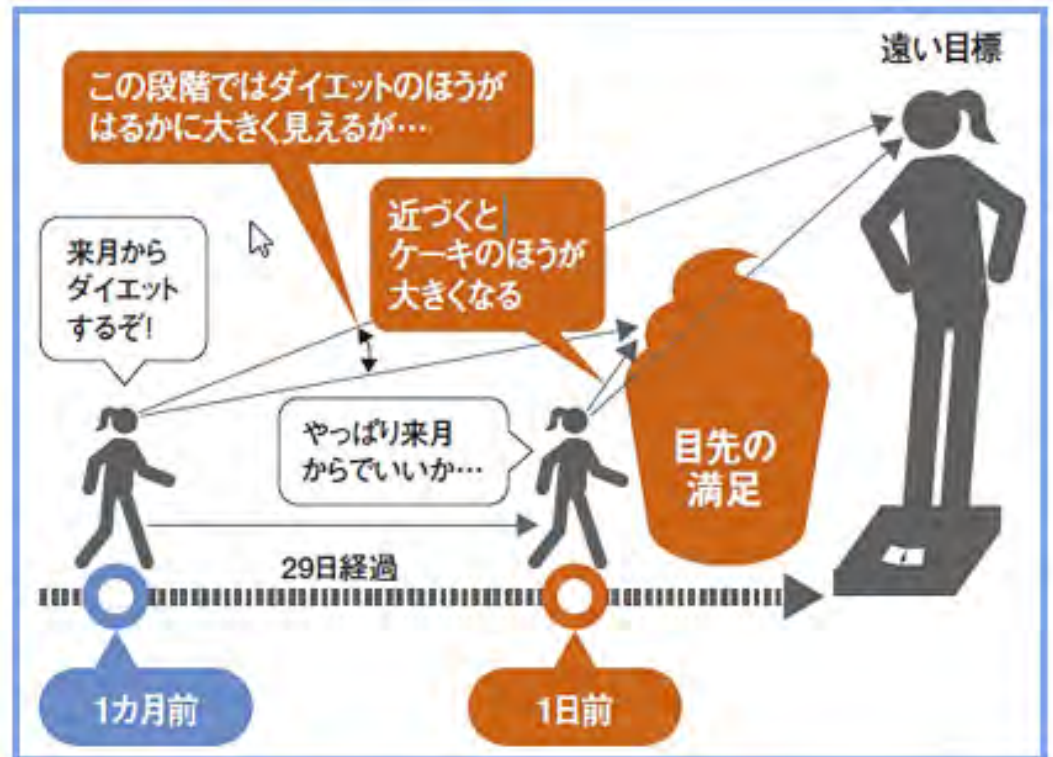 遠い目標
この段階ではダイエットのほうが
はるかに大きく見えるが…
近づくと
ケーキのほうが
大きくなる
来月から
ダイエット
するぞ!
やっぱり来月
からでいいか…
目先の
満足
29日経過
1カ月前
1日前